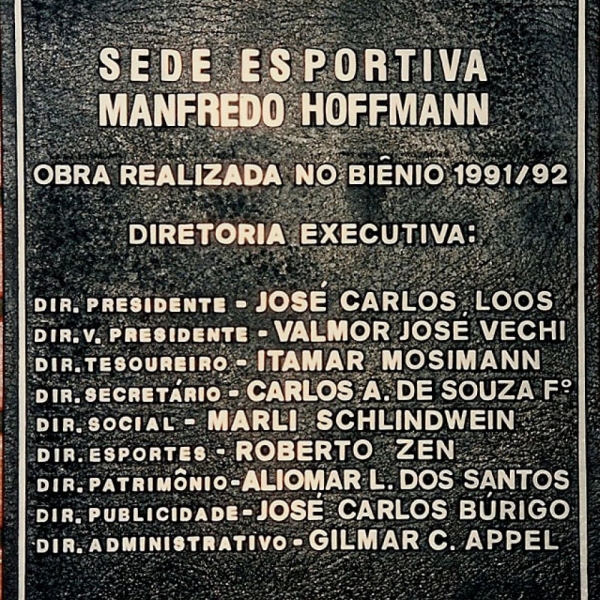 SEDE ESPORTIVA
MANFREDO HOFFMANN
OBRA REALIZADA NO BIÊNIO 1991/92
DIRETORIA EXECUTIVA:
DIR. PRESIDENTE - JOSÉ CARLOS LOOS
DIR. V. PRESIDENTE - VALMOR JOSÉ VECHI
DIR. TESOUREIRO - ITAMAR MOSIMANN
DIR. SECRETÁRIO - CARLOS A. DE SOUZA Fº
DIR. SOCIAL - MARLI SCHLINDWEIN
DIR. ESPORTES - ROBERTO ZEN
DIR. PATRIMÔNIO - ALIOMAR L. DOS SANTOS
DIR. PUBLICIDADE - JOSÉ CARLOS BÚRIGO
DIR. ADMINISTRATIVO - GILMAR C. APPEL